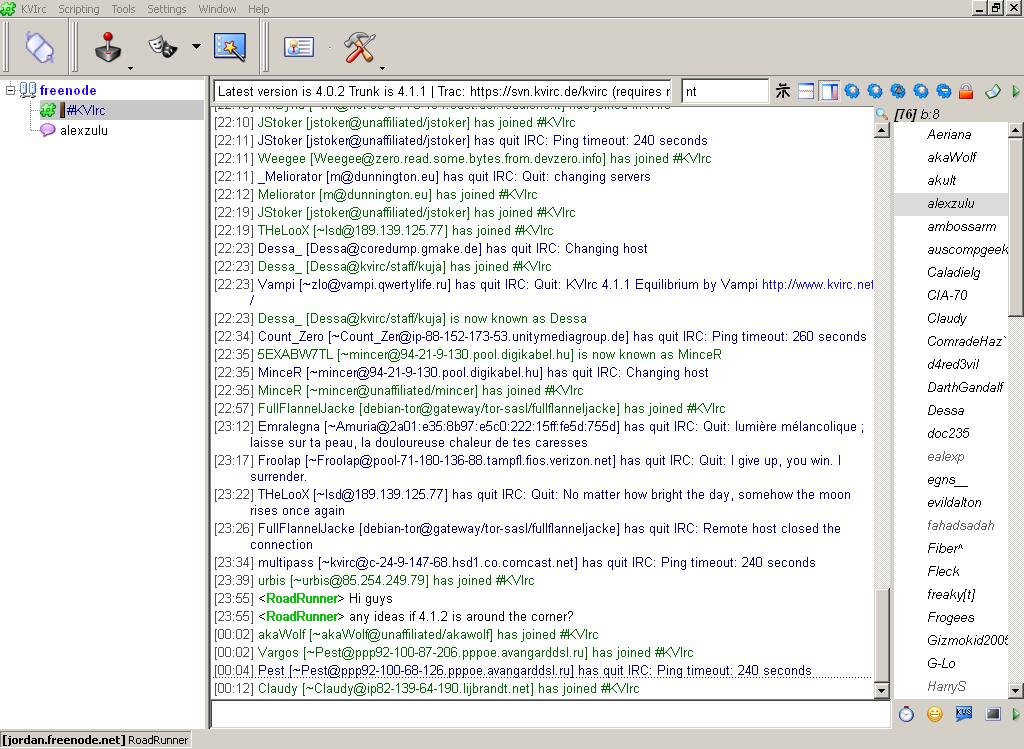 KVIrc Scripting Tools Settings Window Help
freenode
#KVIrc
alexzulu
Latest version is 4.0.2 Trunk is 4.1.1 | Trac: https://svn.kvirc.de/kvirc (requires r
nt
[76] b:8
[22:10] JStoker [jstoker@unaffiliated/jstoker] has joined #KVIrc
[22:11] JStoker [jstoker@unaffiliated/jstoker] has quit IRC: Ping timeout: 240 seconds
[22:11] Weegee [Weegee@zero.read.some.bytes.from.devzero.info] has joined #KVIrc
[22:11] _Meliorator [m@dunnington.eu] has quit IRC: Quit: changing servers
[22:12] Meliorator [m@dunnington.eu] has joined #KVIrc
[22:19] JStoker [jstoker@unaffiliated/jstoker] has joined #KVIrc
[22:19] THeLooX [~lsd@189.139.125.77] has joined #KVIrc
[22:23] Dessa_ [Dessa@coredump.gmake.de] has quit IRC: Changing host
[22:23] Dessa_ [Dessa@kvirc/staff/kuja] has joined #KVIrc
[22:23] Vampi [~zlo@vampi.qwertylife.ru] has quit IRC: Quit: KVIrc 4.1.1 Equilibrium by Vampi http://www.kvirc.net
/
[22:23] Dessa_ [Dessa@kvirc/staff/kuja] is now known as Dessa
[22:34] Count_Zero [~Count_Zer@ip-88-152-173-53.unitymediagroup.de] has quit IRC: Ping timeout: 260 seconds
[22:35] 5EXABW7TL [~mincer@94-21-9-130.pool.digikabel.hu] is now known as MinceR
[22:35] MinceR [~mincer@94-21-9-130.pool.digikabel.hu] has quit IRC: Changing host
[22:35] MinceR [~mincer@unaffiliated/mincer] has joined #KVIrc
[22:57] FullFlannelJacke [debian-tor@gateway/tor-sasl/fullflanneljacke] has joined #KVIrc
[23:12] Emralegna [~Amuria@2a01:e35:8b97:e5c0:222:15ff:fe5d:755d] has quit IRC: Quit: lumière mélancolique ;
laisse sur ta peau, la douloureuse chaleur de tes caresses
[23:17] Froolap [~Froolap@pool-71-180-136-88.tampfl.fios.verizon.net] has quit IRC: Quit: I give up, you win. I
surrender.
[23:22] THeLooX [~lsd@189.139.125.77] has quit IRC: Quit: No matter how bright the day, somehow the moon
rises once again
[23:26] FullFlannelJacke [debian-tor@gateway/tor-sasl/fullflanneljacke] has quit IRC: Remote host closed the
connection
[23:34] multipass [~kvirc@c-24-9-147-68.hsd1.co.comcast.net] has quit IRC: Ping timeout: 240 seconds
[23:39] urbis [~urbis@85.254.249.79] has joined #KVIrc
[23:55] <RoadRunner> Hi guys
[23:55] <RoadRunner> any ideas if 4.1.2 is around the corner?
[00:02] akaWolf [~akaWolf@unaffiliated/akawolf] has joined #KVIrc
[00:02] Vargos [~Pest@ppp92-100-87-206.pppoe.avangarddsl.ru] has joined #KVIrc
[00:04] Pest [~Pest@ppp92-100-68-126.pppoe.avangarddsl.ru] has quit IRC: Ping timeout: 240 seconds
[00:12] Claudy [~Claudy@ip82-139-64-190.lijbrandt.net] has joined #KVIrc
Aeriana
akaWolf
akult
alexzulu
ambossarm
auscompgeek
Caladielg
CIA-70
Claudy
ComradeHaz`
d4red3vil
DarthGandalf
Dessa
doc235
ealexp
egns__
evildalton
fahadsadah
Fiber^
Fleck
freaky[t]
Frogees
Gizmokid2005
G-Lo
HarryS
KVS
[jordan.freenode.net] RoadRunner